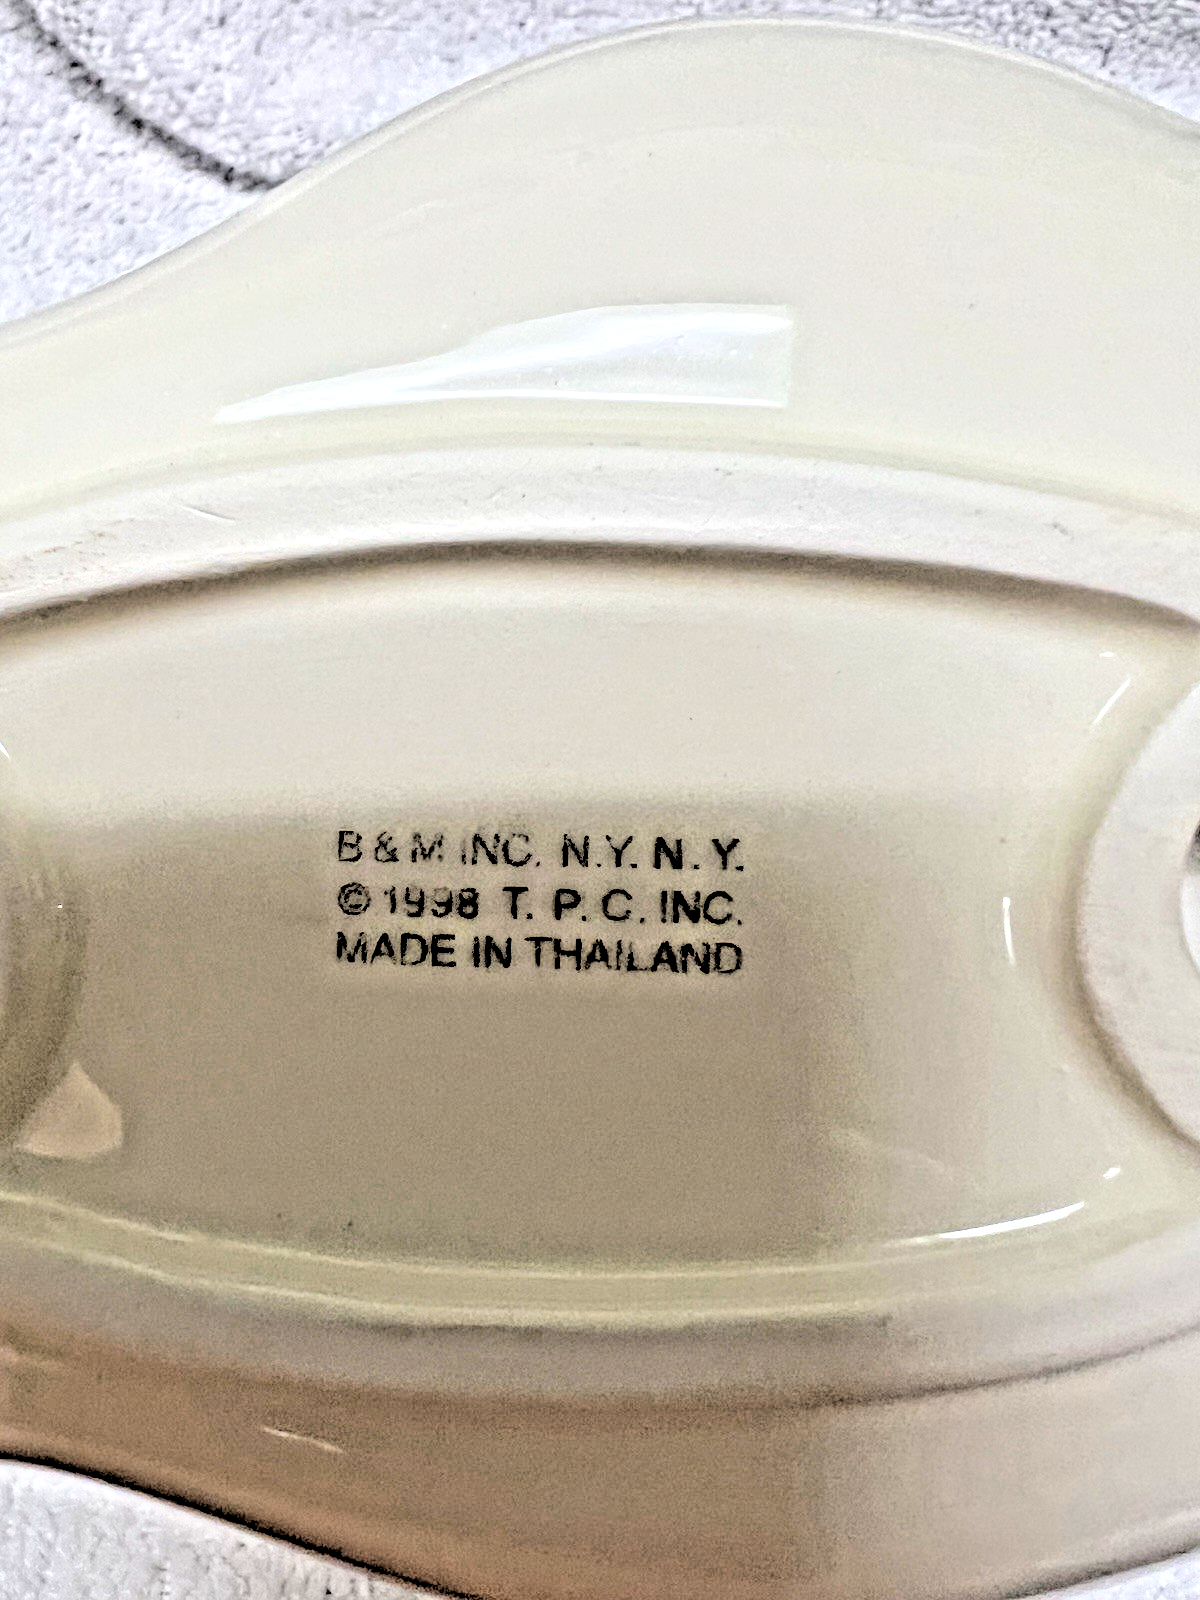 B & M INC. N.Y. N.Y.
© 1998 T. P. C. INC.
MADE IN THAILAND